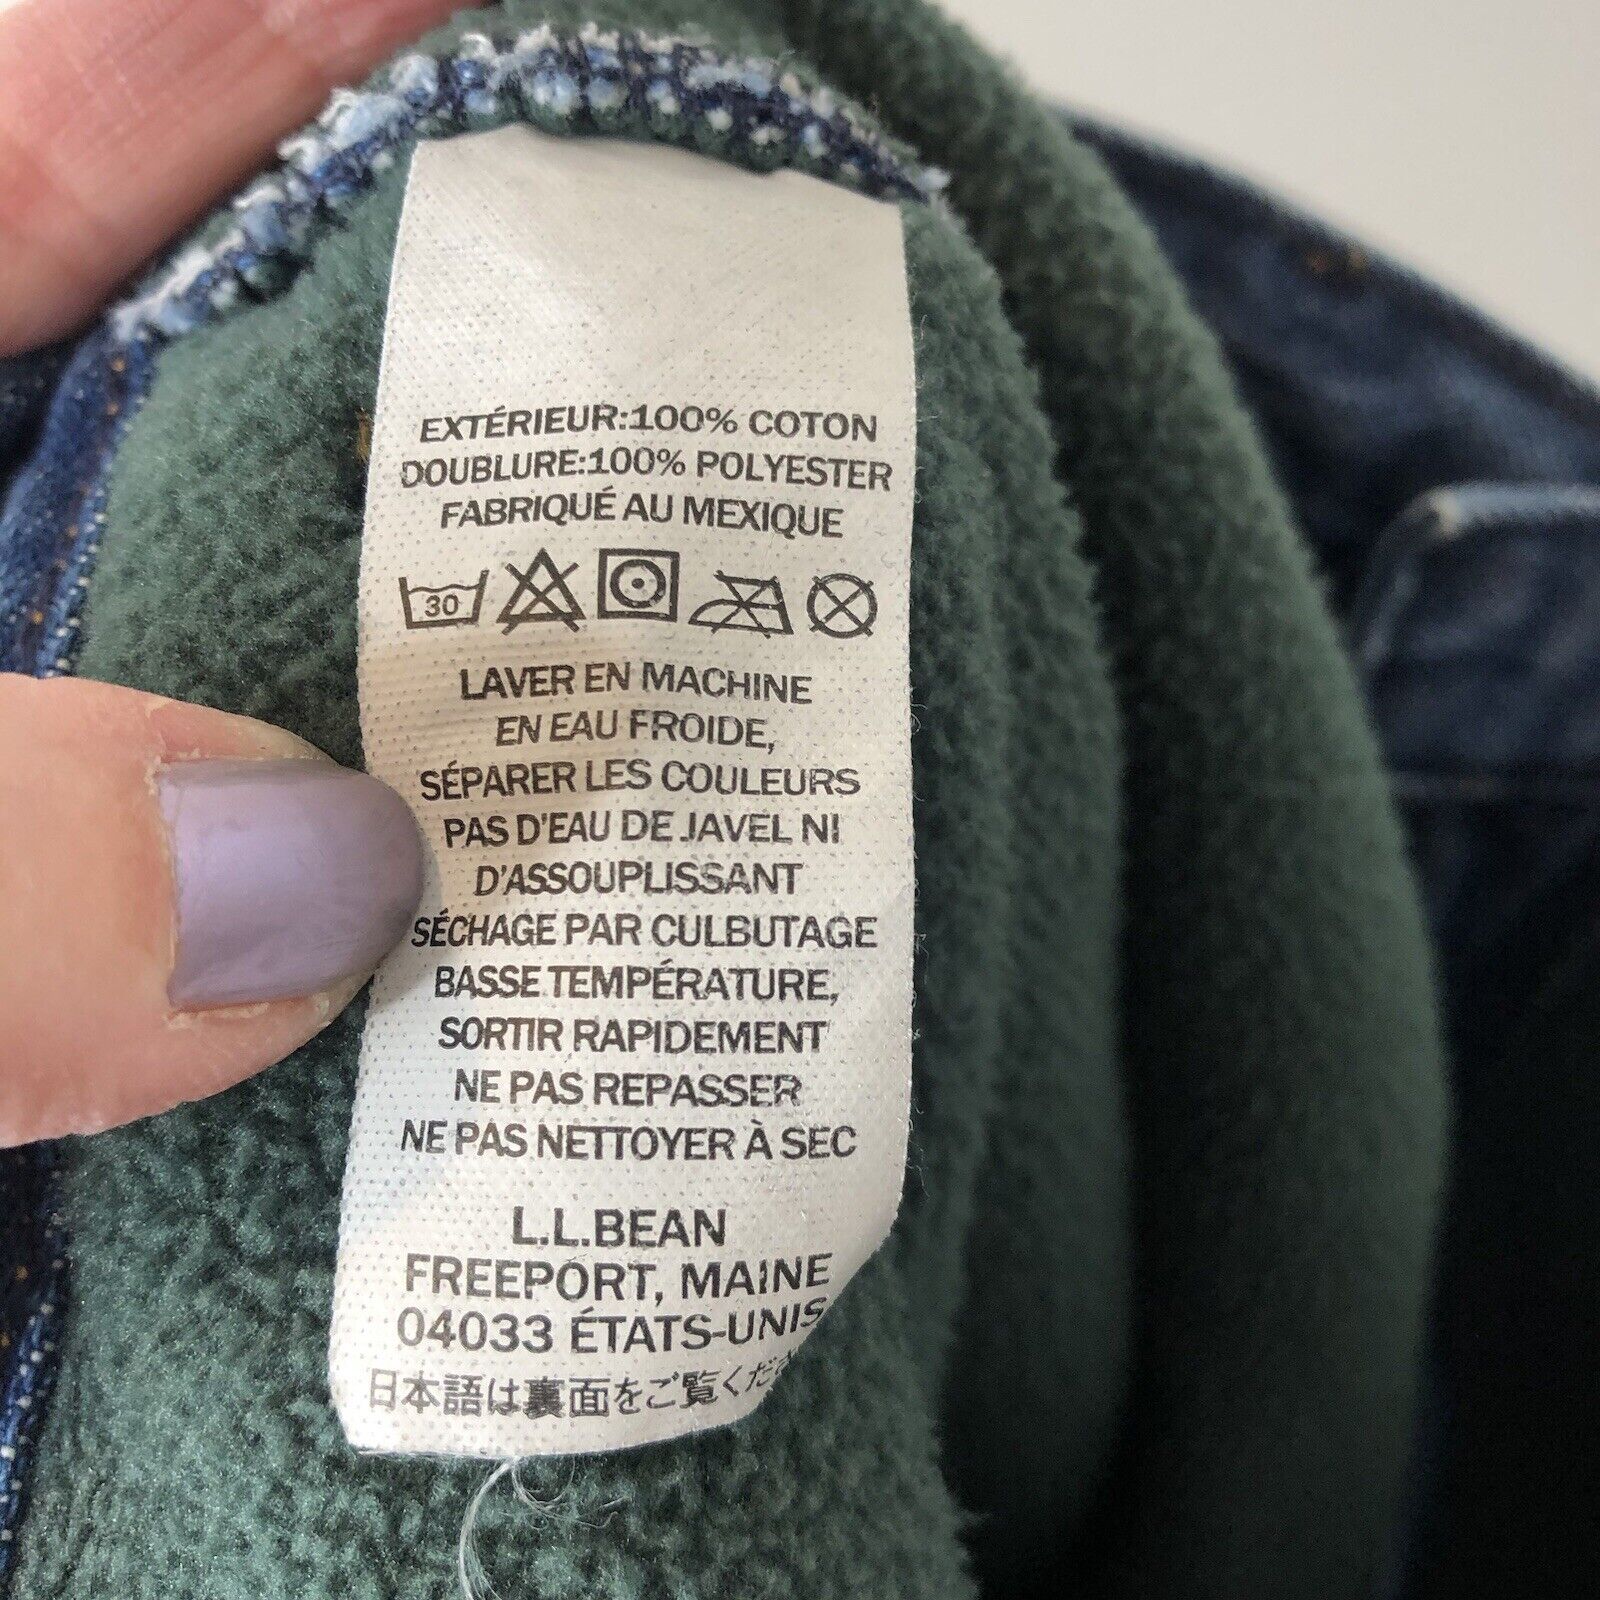 EXTÉRIEUR:100% COTON
DOUBLURE:100% POLYESTER
FABRIQUÉ AU MEXIQUE
30
LAVER EN MACHINE
EN EAU FROIDE,
SÉPARER LES COULEURS
PAS D'EAU DE JAVEL NI
D'ASSOUPLISSANT
SÉCHAGE PAR CULBUTAGE
BASSE TEMPÉRATURE,
SORTIR RAPIDEMENT
NE PAS REPASSER
NE PAS NETTOYER À SEC
L.L.BEAN
FREEPORT, MAINE
04033 ÉTATS-UNIS
日本語は裏面をご覧くださ